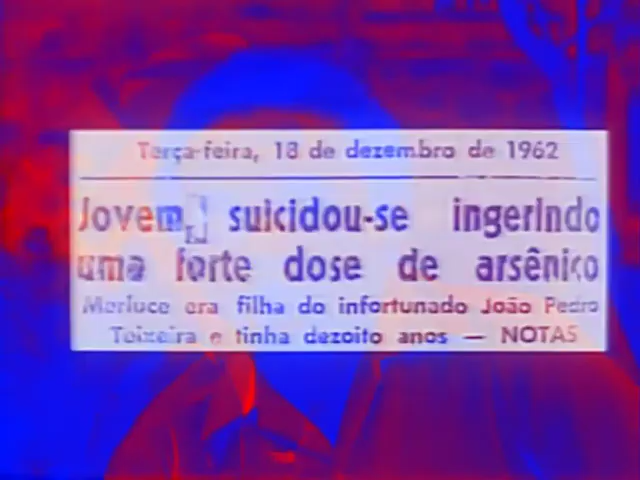 Terça-feira, 18 de dezembro de 1962
Jovem suicidou-se ingerindo
uma forte dose de arsênico
Marluce era filha do infortunado João Pedro
Teixeira e tinha dezoito anos — NOTAS